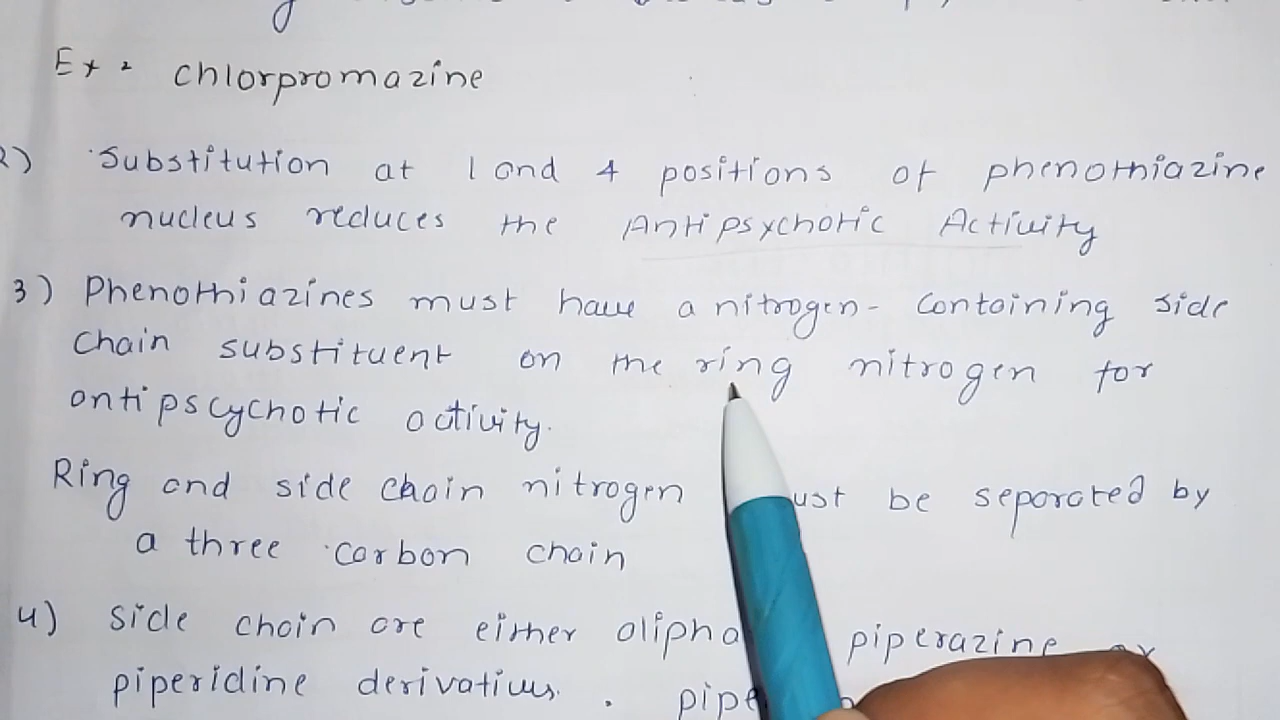 Ex: chlorpromazine
2) Substitution at 1 and 4 positions of phenothiazine
nucleus reduces the Antipsychotic Activity
3) Phenothiazines must have a nitrogen- containing side
chain substituent on the ring nitrogen for
antipscychotic activity.
Ring and side chain nitrogen must be separated by
a three carbon chain
4) side chain are either piperazine or
piperidine derivatives.